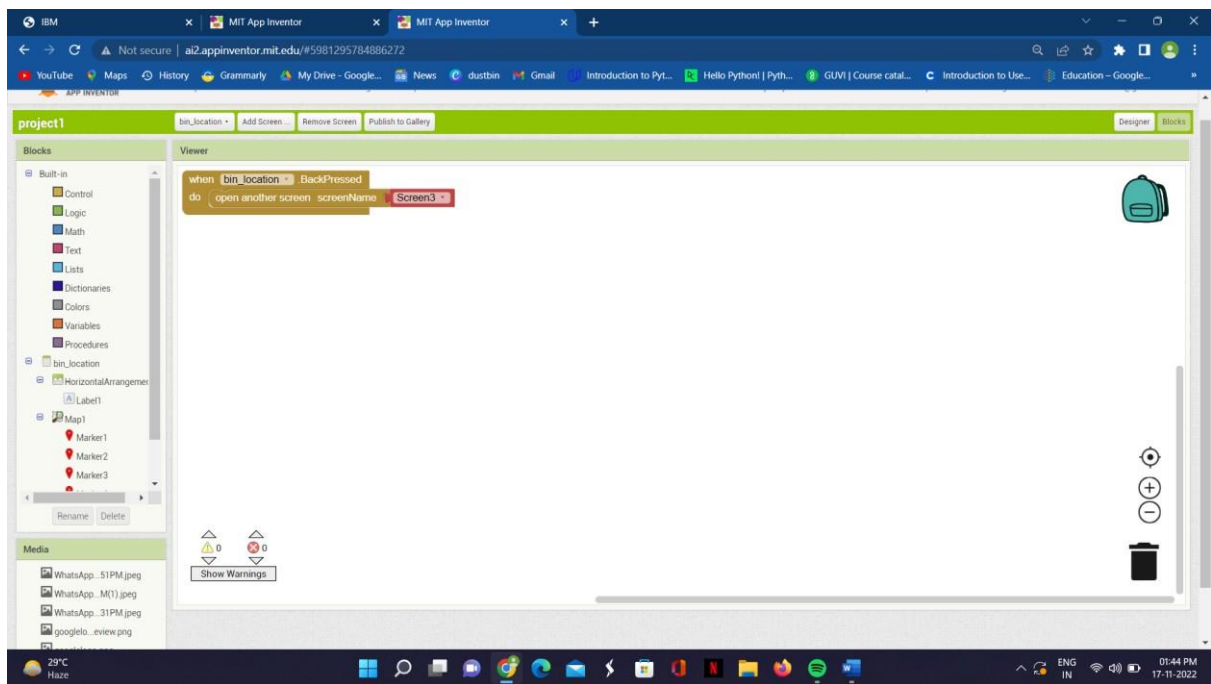 IBM
MIT App Inventor
MIT App Inventor
Not secure | ai2.appinventor.mit.edu/#5981295784886272
YouTube
Maps
History
Grammarly
My Drive - Google...
News
dustbin
Gmail
Introduction to Pyt...
Hello Python! | Pyth...
GUVI | Course catal...
Introduction to Use...
Education – Google...
»
APP INVENTOR
project1
bin_location
Add Screen ...
Remove Screen
Publish to Gallery
Designer
Blocks
Blocks
Viewer
Built-in
Control
Logic
Math
Text
Lists
Dictionaries
Colors
Variables
Procedures
bin_location
HorizontalArrangemen
Label1
Map1
Marker1
Marker2
Marker3
Rename
Delete
when bin_location .BackPressed
do open another screen screenName Screen3
0
0
Show Warnings
Media
WhatsApp...51PM.jpeg
WhatsApp...M(1).jpeg
WhatsApp...31PM.jpeg
googlelo...eview.png
29°C
Haze
ENG
IN
01:44 PM
17-11-2022